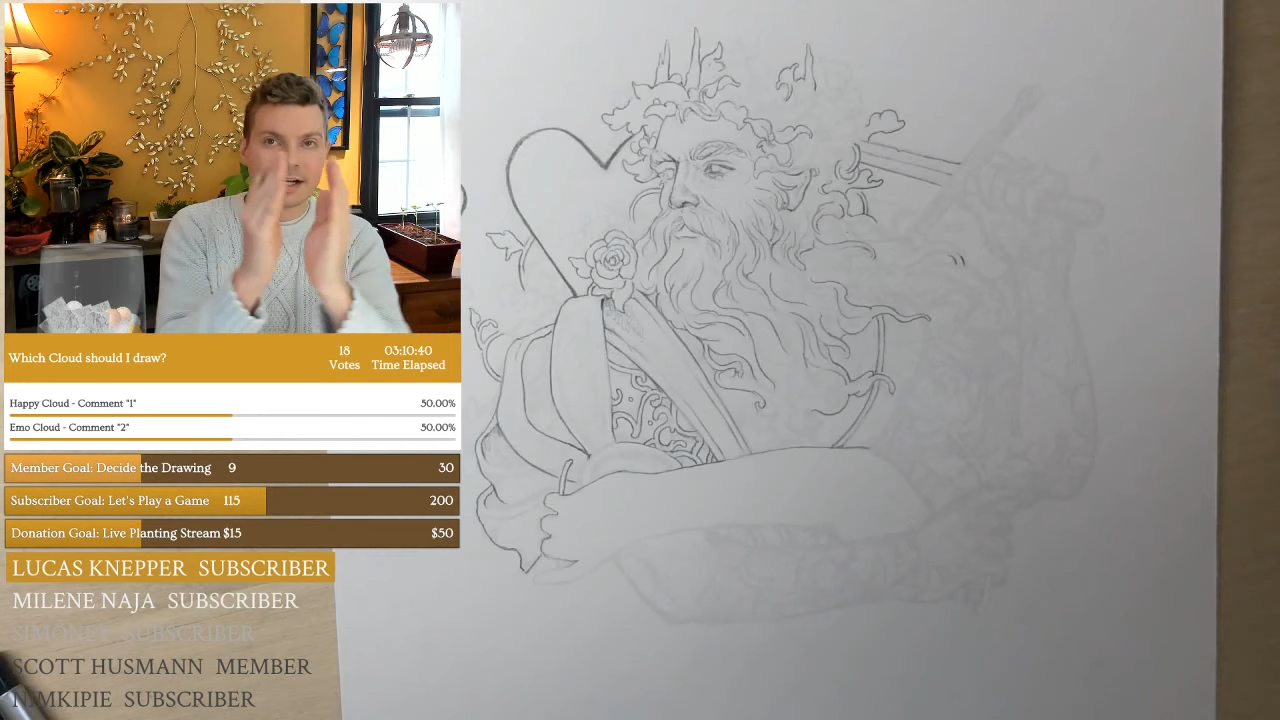 Which Cloud should I draw?
18 Votes
03:10:40 Time Elapsed
Happy Cloud - Comment "1" 50.00%
Emo Cloud - Comment "2" 50.00%
Member Goal: Decide the Drawing 9 30
Subscriber Goal: Let's Play a Game 115 200
Donation Goal: Live Planting Stream $15 $50
LUCAS KNEPPER SUBSCRIBER
MILENE NAJA SUBSCRIBER
SUBSCRIBER
SCOTT HUSMANN MEMBER
NIMKIPIE SUBSCRIBER